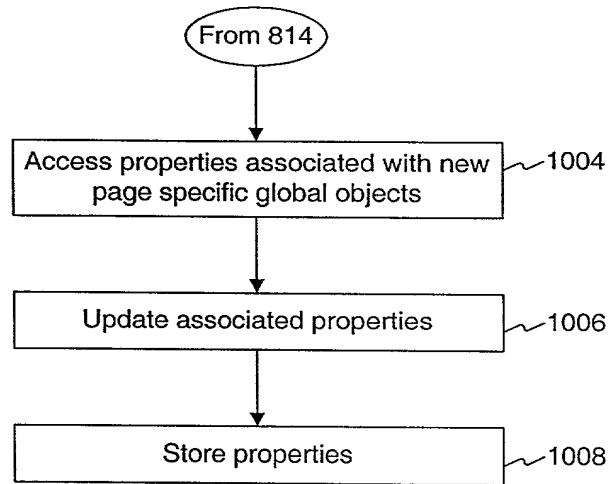 From 814
Access properties associated with new
page specific global objects
1004
Update associated properties
1006
Store properties
1008